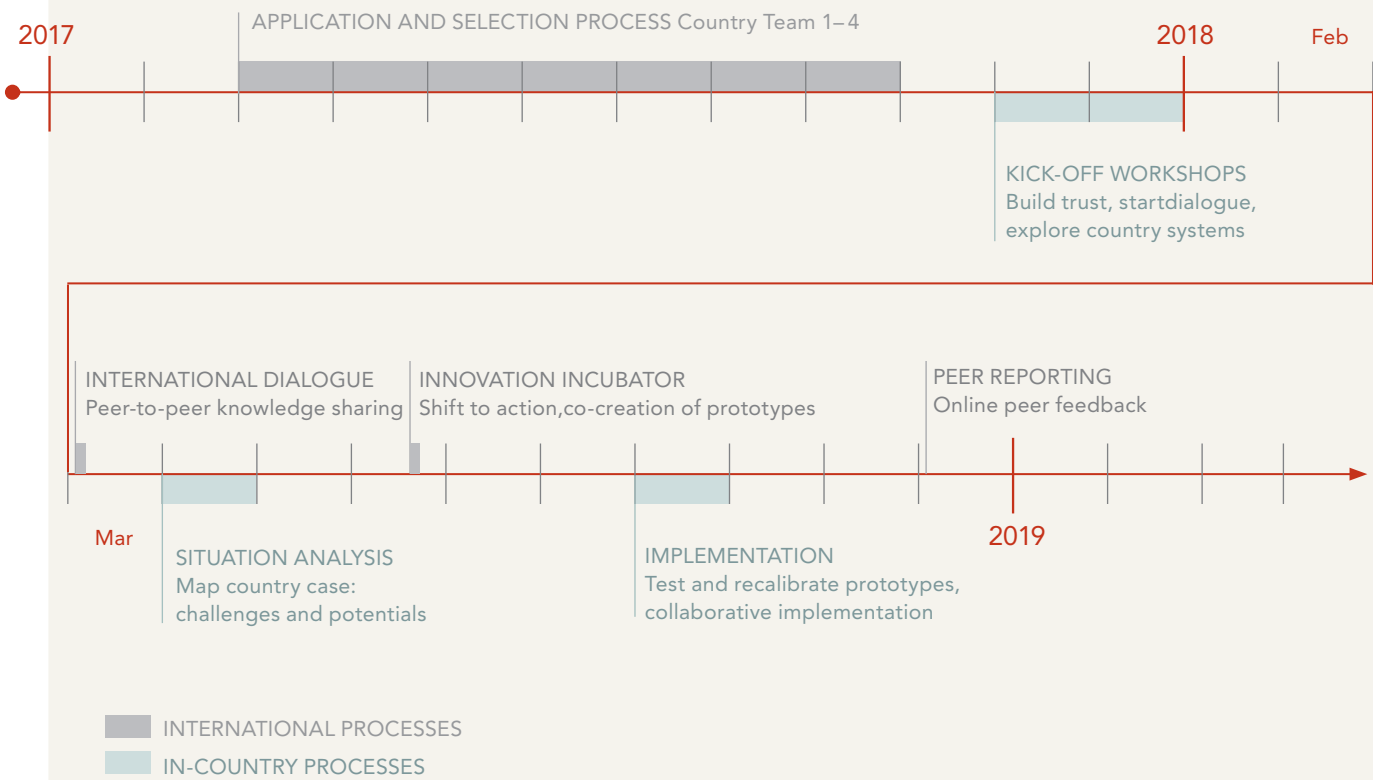 APPLICATION AND SELECTION PROCESS Country Team 1–4
2017
2018
Feb
KICK-OFF WORKSHOPS
Build trust, startdialogue,
explore country systems
INTERNATIONAL DIALOGUE
Peer-to-peer knowledge sharing
INNOVATION INCUBATOR
Shift to action,co-creation of prototypes
PEER REPORTING
Online peer feedback
Mar
2019
SITUATION ANALYSIS
Map country case:
challenges and potentials
IMPLEMENTATION
Test and recalibrate prototypes,
collaborative implementation
INTERNATIONAL PROCESSES
IN-COUNTRY PROCESSES